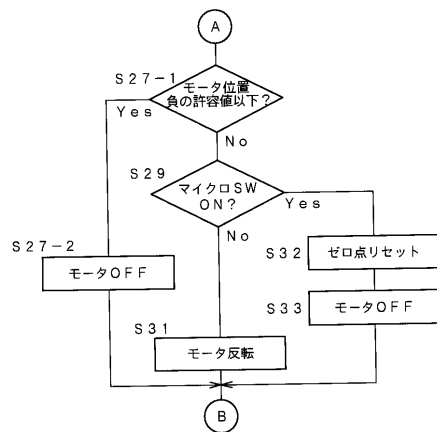 A
S27-1
モータ位置
負の許容値以下？
Yes
No
S29
マイクロSW
ON？
Yes
No
S27-2
モータOFF
S32
ゼロ点リセット
S33
モータOFF
S31
モータ反転
B